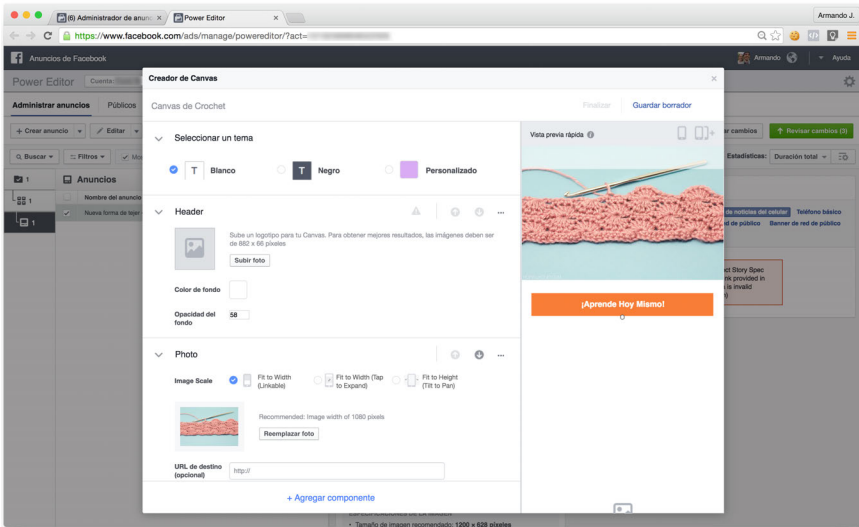 (6) Administrador de anunc
Power Editor
Armando J.
https://www.facebook.com/ads/manage/powereditor/?act=
Anuncios de Facebook
Armando
Ayuda
Power Editor
Cuenta:
Administrar anuncios
Públicos
+ Crear anuncio
Editar
r cambios
Revisar cambios (3)
Buscar
Filtros
Estadísticas:
Duración total
1
Anuncios
1
Nombre del anuncio
1
Nueva forma de tejer
de noticias del celular
Teléfono básico
d de público
Banner de red de público
ct Story Spec
nk provided in
is invalid
Creador de Canvas
Canvas de Crochet
Finalizar
Guardar borrador
Seleccionar un tema
T
Blanco
T
Negro
Personalizado
Header
Sube un logotipo para tu Canvas. Para obtener mejores resultados, las imágenes deben ser
de 882 x 66 píxeles
Subir foto
Color de fondo
Opacidad del
fondo
58
Photo
Image Scale
Fit to Width
(Linkable)
Fit to Width (Tap
to Expand)
Fit to Height
(Tilt to Pan)
Recommended: Image width of 1080 pixels
Reemplazar foto
URL de destino
(opcional)
http://
+ Agregar componente
Vista previa rápida
¡Aprende Hoy Mismo!
ESPECIFICACIONES DE LA IMAGEN
• Tamaño de imagen recomendado: 1200 x 628 píxeles